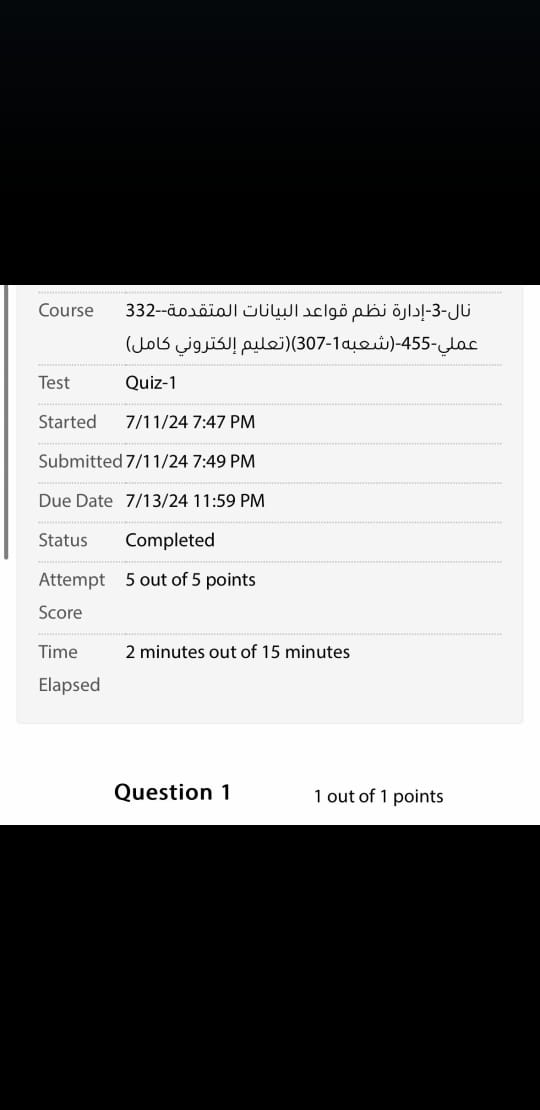 Course 332--نال-3-إدارة نظم قواعد البيانات المتقدمة
عملي-455-(شعبه1-307)(تعليم إلكتروني كامل)
Test Quiz-1
Started 7/11/24 7:47 PM
Submitted 7/11/24 7:49 PM
Due Date 7/13/24 11:59 PM
Status Completed
Attempt 5 out of 5 points
Score
Time 2 minutes out of 15 minutes
Elapsed
Question 1 1 out of 1 points